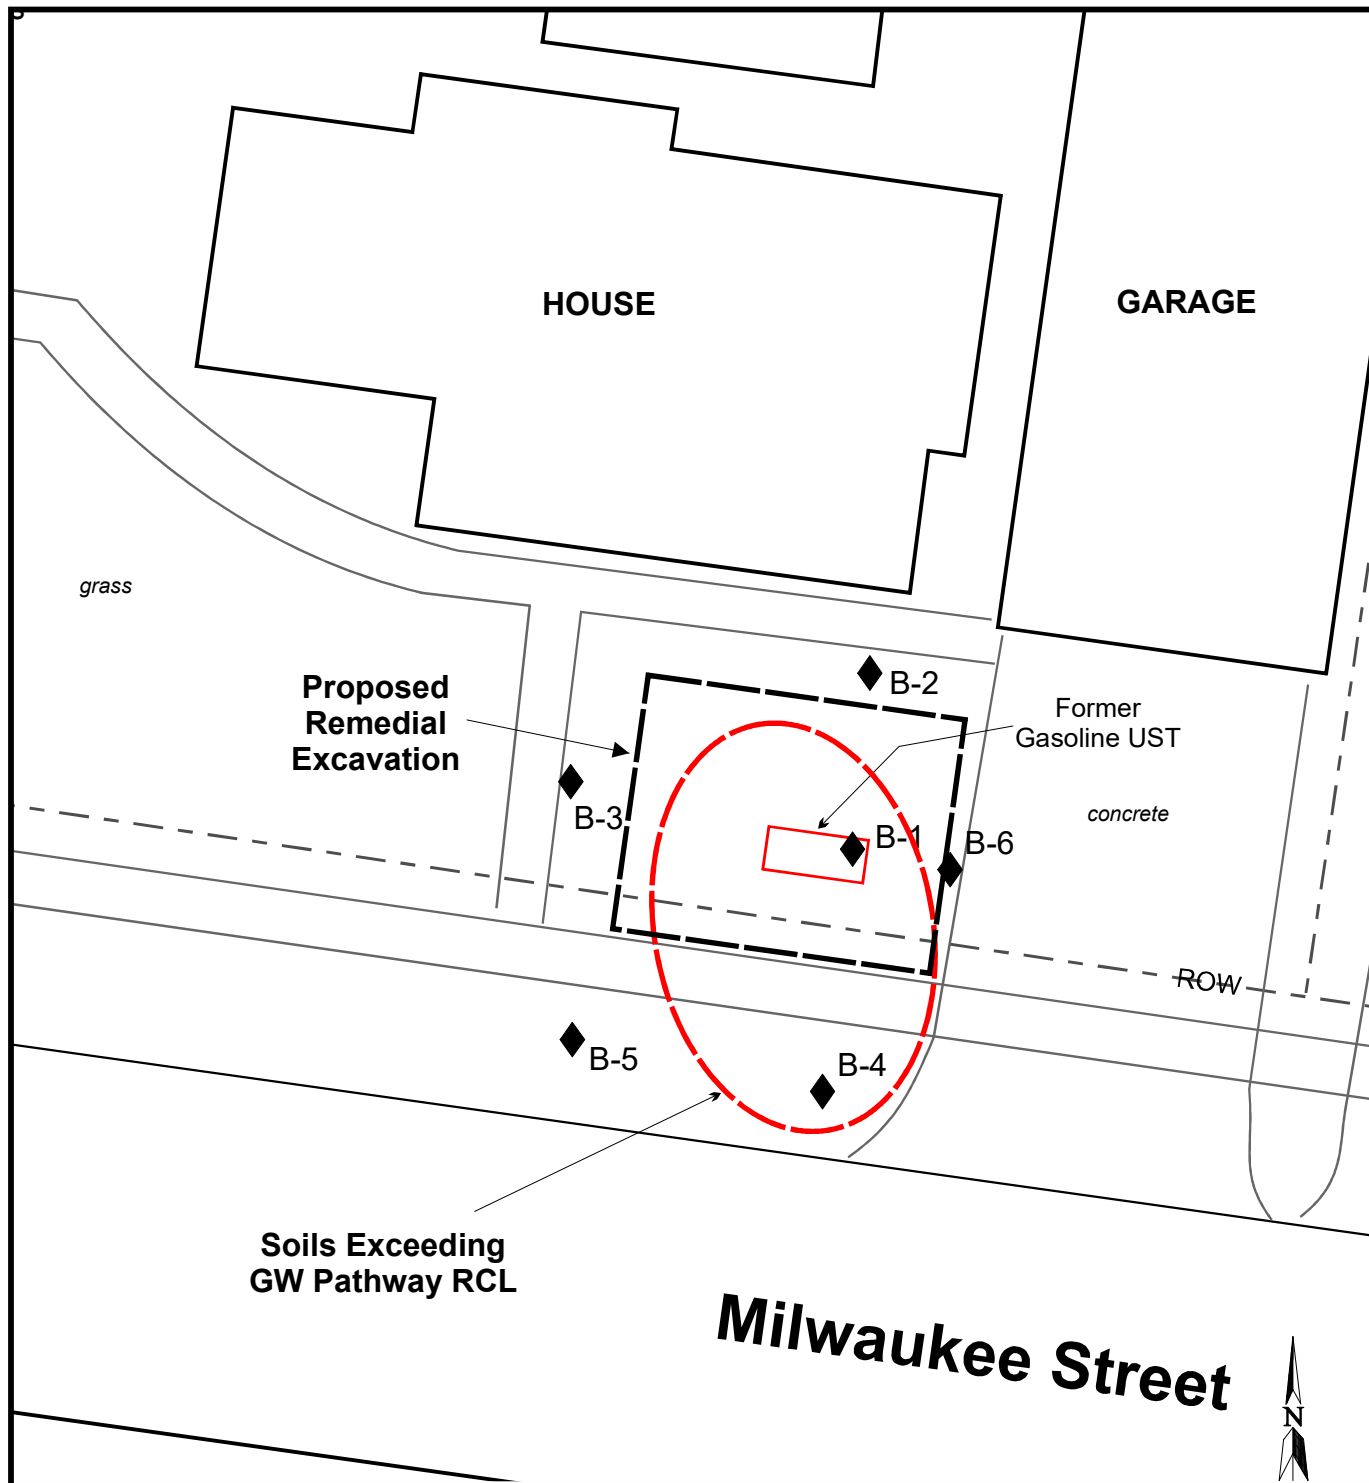 HOUSE
GARAGE
grass
Proposed
Remedial
Excavation
B-2
Former
Gasoline UST
B-3
B-1
B-6
concrete
ROW
B-5
B-4
Soils Exceeding
GW Pathway RCL
Milwaukee Street
N